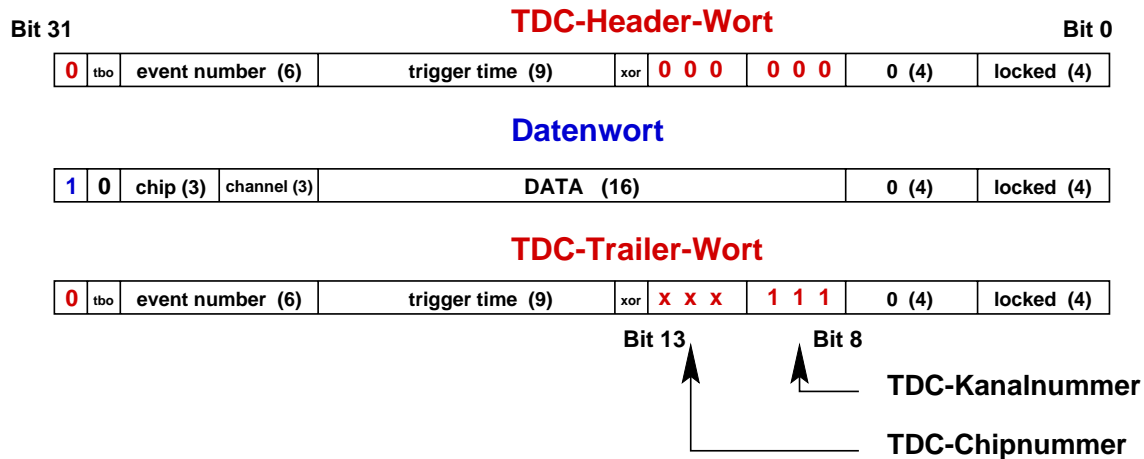 TDC-Header-Wort
Bit 31 Bit 0
0 tbo event number (6) trigger time (9) xor 0 0 0 0 0 0 0 (4) locked (4)
Datenwort
1 0 chip (3) channel (3) DATA (16) 0 (4) locked (4)
TDC-Trailer-Wort
0 tbo event number (6) trigger time (9) xor x x x 1 1 1 0 (4) locked (4)
Bit 13 Bit 8
TDC-Kanalnummer
TDC-Chipnummer